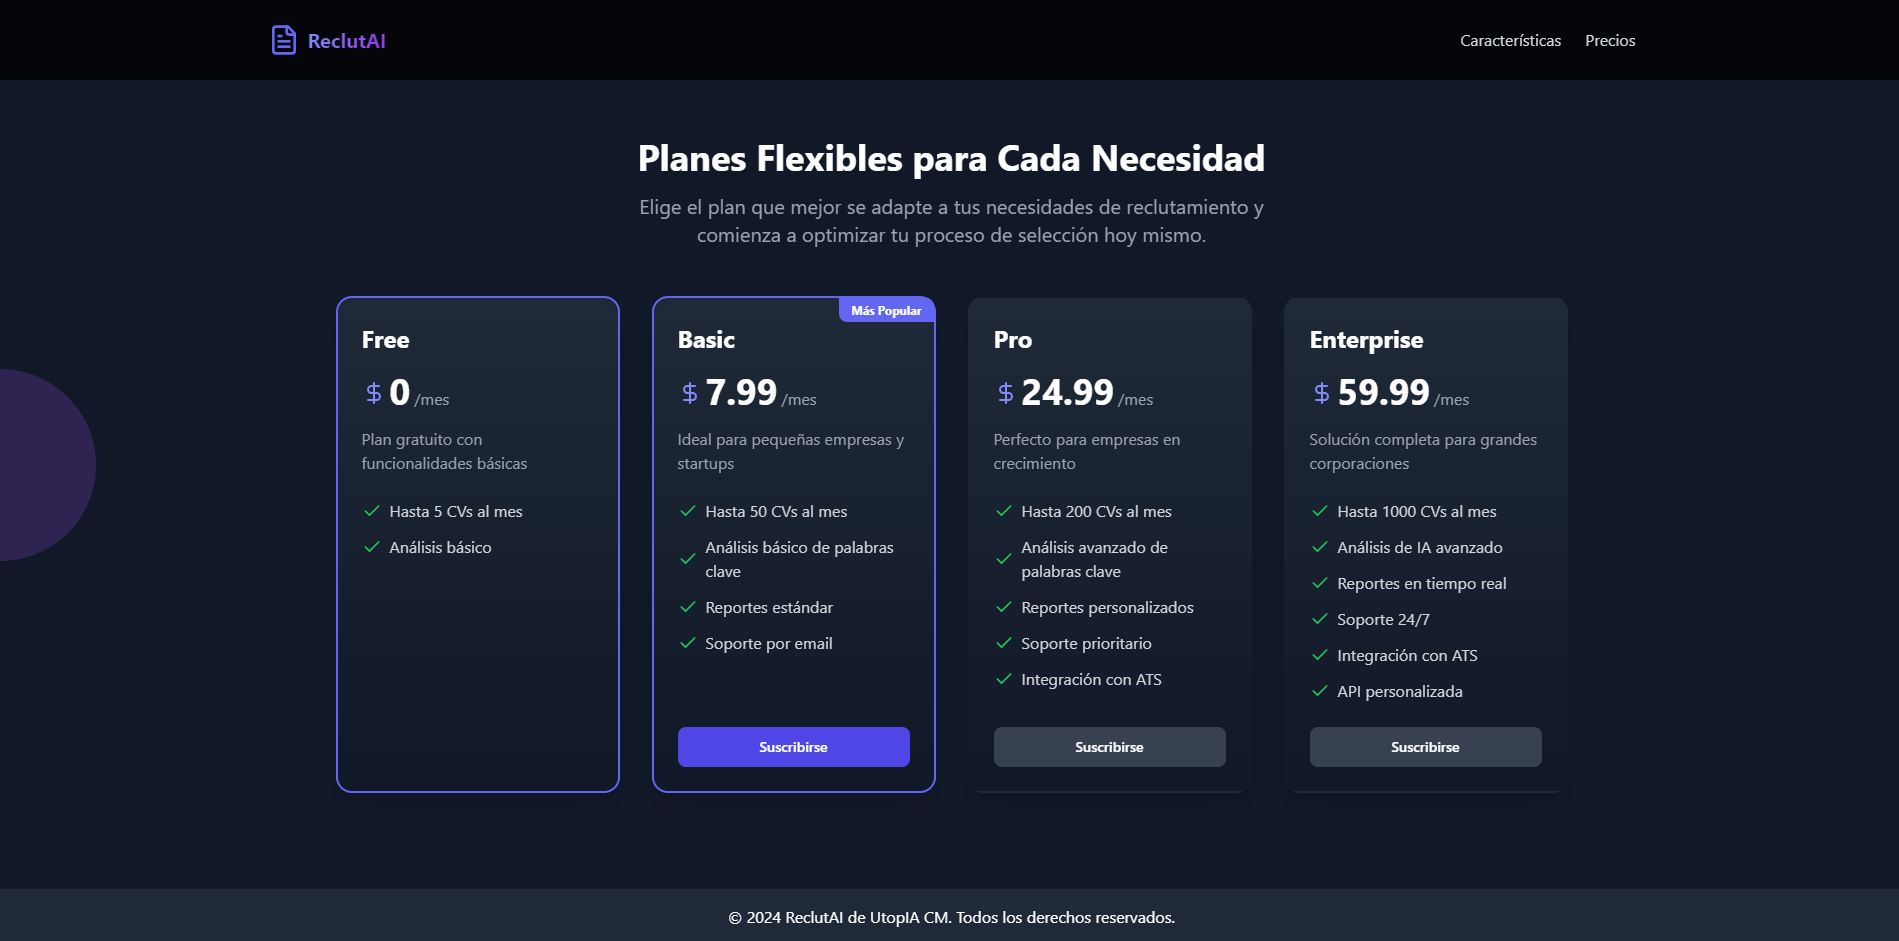 ReclutAI
Características
Precios
Planes Flexibles para Cada Necesidad
Elige el plan que mejor se adapte a tus necesidades de reclutamiento y
comienza a optimizar tu proceso de selección hoy mismo.
Free
$0/mes
Plan gratuito con
funcionalidades básicas
Hasta 5 CVs al mes
Análisis básico
Más Popular
Basic
$7.99/mes
Ideal para pequeñas empresas y
startups
Hasta 50 CVs al mes
Análisis básico de palabras
clave
Reportes estándar
Soporte por email
Suscribirse
Pro
$24.99/mes
Perfecto para empresas en
crecimiento
Hasta 200 CVs al mes
Análisis avanzado de
palabras clave
Reportes personalizados
Soporte prioritario
Integración con ATS
Suscribirse
Enterprise
$59.99/mes
Solución completa para grandes
corporaciones
Hasta 1000 CVs al mes
Análisis de IA avanzado
Reportes en tiempo real
Soporte 24/7
Integración con ATS
API personalizada
Suscribirse
© 2024 ReclutAI de UtopIA CM. Todos los derechos reservados.